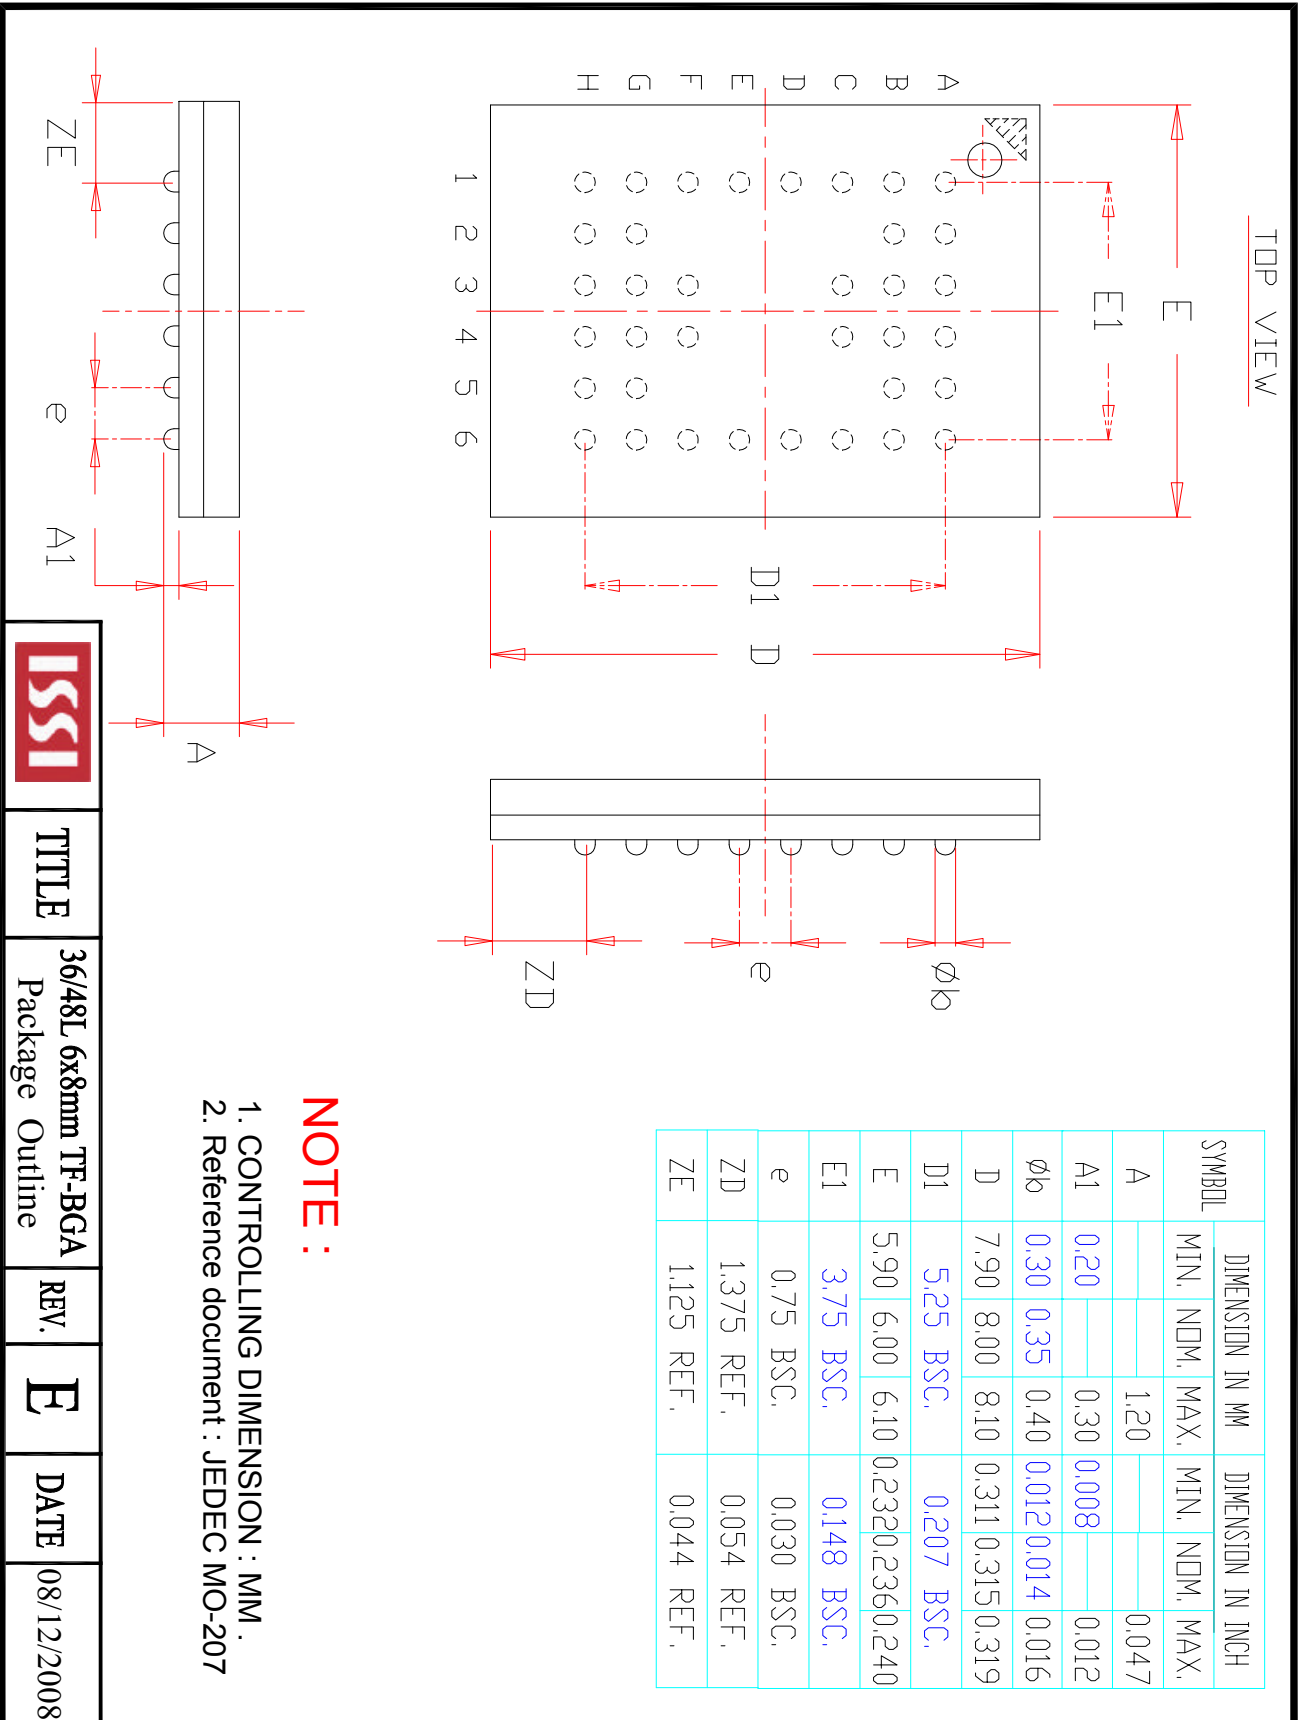 TOP VIEW
E
E1
A
B
C
D
E
F
G
H
1 2 3 4 5 6
D1
D
ZE
e
A1
A
Øb
e
ZD
SYMBOL DIMENSION IN MM DIMENSION IN INCH
MIN. NOM. MAX. MIN. NOM. MAX.
A 1.20 0.047
A1 0.20 0.30 0.008 0.012
Øb 0.30 0.35 0.40 0.012 0.014 0.016
D 7.90 8.00 8.10 0.311 0.315 0.319
D1 5.25 BSC. 0.207 BSC.
E 5.90 6.00 6.10 0.232 0.236 0.240
E1 3.75 BSC. 0.148 BSC.
e 0.75 BSC. 0.030 BSC.
ZD 1.375 REF. 0.054 REF.
ZE 1.125 REF. 0.044 REF.
NOTE :
1. CONTROLLING DIMENSION : MM .
2. Reference document : JEDEC MO-207
ISSI
TITLE
36/48L 6x8mm TF-BGA
Package Outline
REV.
E
DATE
08/12/2008